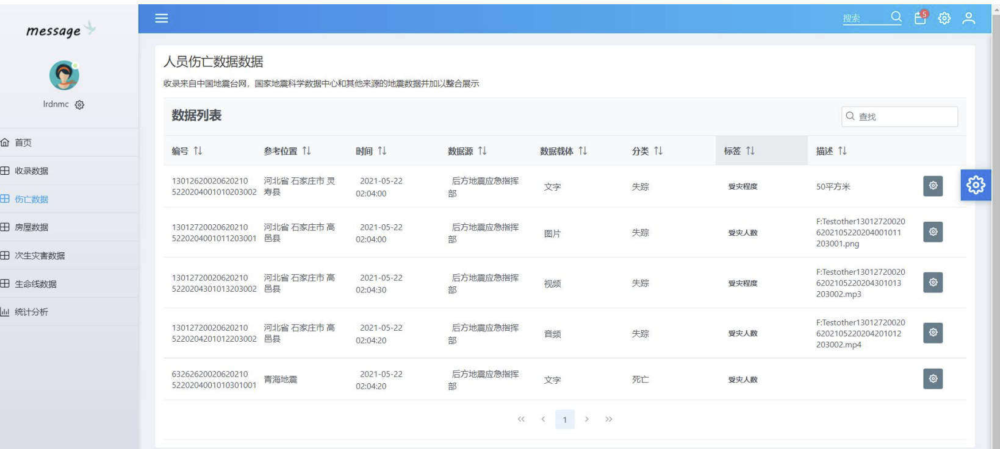 message
搜索
5
lrdnmc
首页
收录数据
伤亡数据
房屋数据
次生灾害数据
生命线数据
统计分析
人员伤亡数据数据
收录来自中国地震台网，国家地震科学数据中心和其他来源的地震数据并加以整合展示
数据列表
查找
编号 参考位置 时间 数据源 数据载体 分类 标签 描述
13012620020620210 河北省 石家庄市 灵 2021-05-22 后方地震应急指挥
5220204001010203002 寿县 02:04:00 部 文字 失踪 受灾程度 50平方米
13012720020620210 河北省 石家庄市 高 2021-05-22 后方地震应急指挥 F:Testother13012720020
5220204001011203001 邑县 02:04:00 部 图片 失踪 受灾人数 6202105220204001011
203001.png
13012720020620210 河北省 石家庄市 高 2021-05-22 后方地震应急指挥 F:Testother13012720020
5220204301013203002 邑县 02:04:30 部 视频 失踪 受灾程度 6202105220204301013
203002.mp3
13012720020620210 河北省 石家庄市 高 2021-05-22 后方地震应急指挥 F:Testother13012720020
5220204201012203002 邑县 02:04:20 部 音频 失踪 受灾人数 6202105220204201012
203002.mp4
63262620020620210 青海地震 2021-05-22 后方地震应急指挥
5220204001010301001 02:04:20 部 文字 死亡 受灾人数
1